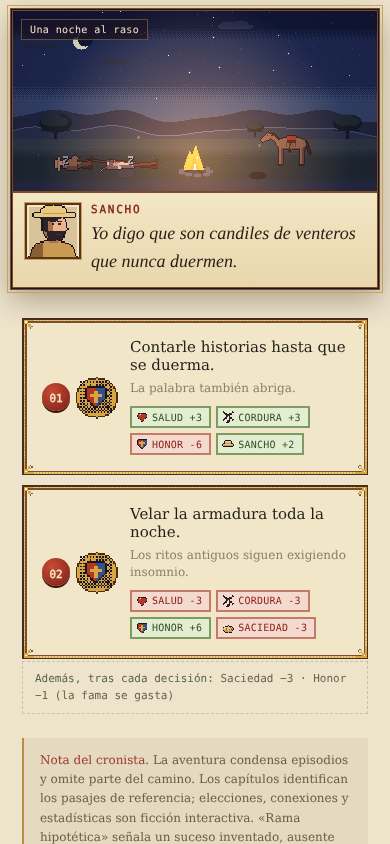 Una noche al raso
SANCHO
Yo digo que son candiles de venteros
que nunca duermen.
Contarle historias hasta que
se duerma.
01
La palabra también abriga.
SALUD +3 CORDURA +3
HONOR -6 SANCHO +2
Velar la armadura toda la
noche.
02
Los ritos antiguos siguen exigiendo
insomnio.
SALUD -3 CORDURA -3
HONOR +6 SACIEDAD -3
Además, tras cada decisión: Saciedad −3 · Honor
−1 (la fama se gasta)
Nota del cronista. La aventura condensa episodios
y omite parte del camino. Los capítulos identifican
los pasajes de referencia; elecciones, conexiones y
estadísticas son ficción interactiva. «Rama
hipotética» señala un suceso inventado, ausente